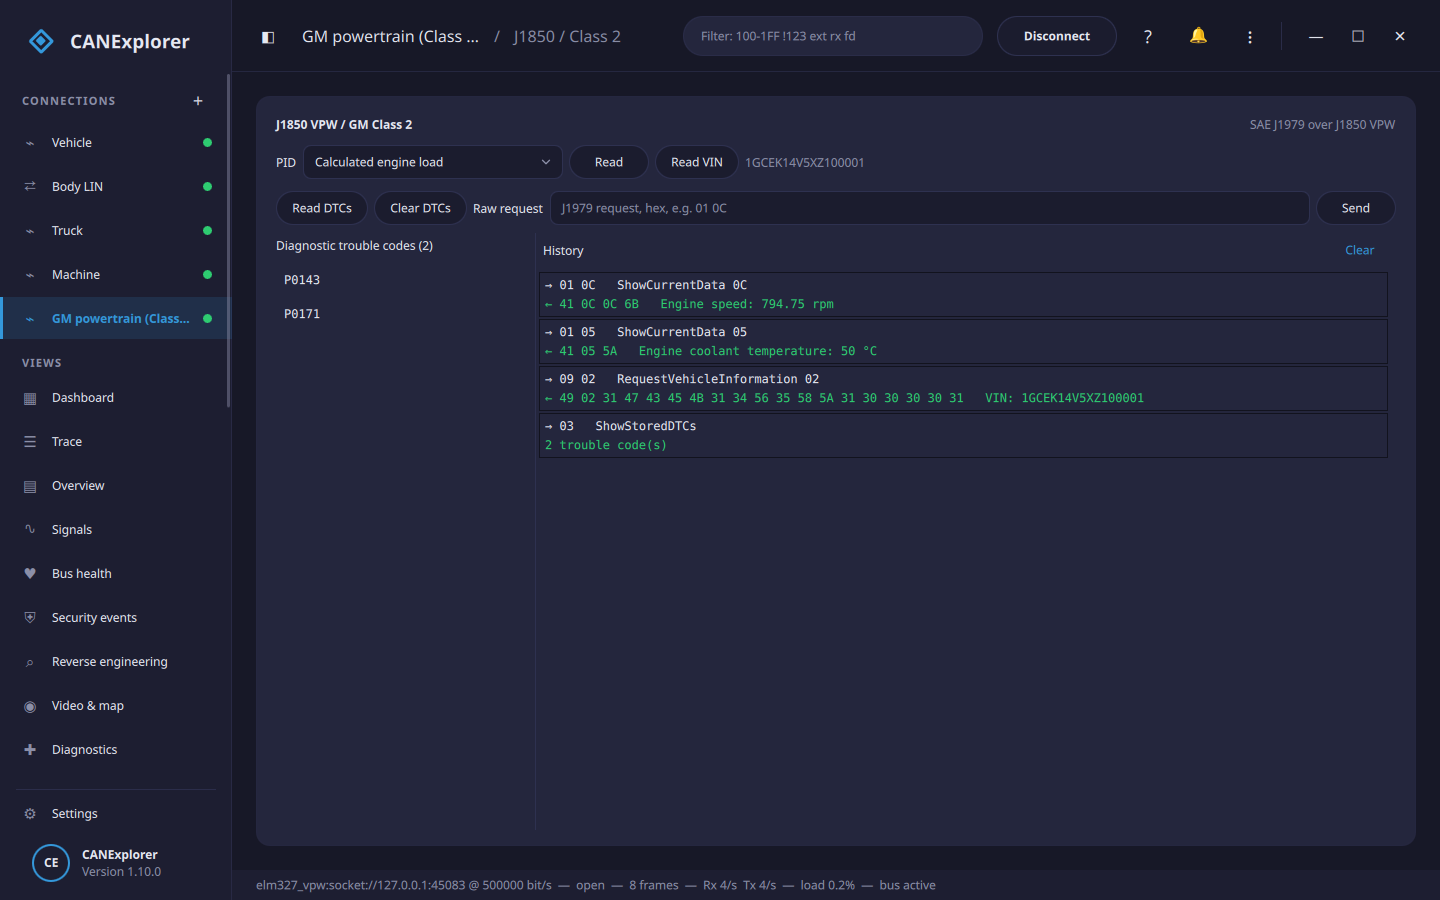 CANExplorer
CONNECTIONS +
Vehicle
Body LIN
Truck
Machine
GM powertrain (Class...
VIEWS
Dashboard
Trace
Overview
Signals
Bus health
Security events
Reverse engineering
Video & map
Diagnostics
Settings
CE
CANExplorer
Version 1.10.0
GM powertrain (Class ... / J1850 / Class 2
Filter: 100-1FF !123 ext rx fd
Disconnect
?
J1850 VPW / GM Class 2
SAE J1979 over J1850 VPW
PID Calculated engine load Read Read VIN 1GCEK14V5XZ100001
Read DTCs Clear DTCs Raw request J1979 request, hex, e.g. 01 0C Send
Diagnostic trouble codes (2)
P0143
P0171
History Clear
→ 01 0C ShowCurrentData 0C
← 41 0C 0C 6B Engine speed: 794.75 rpm
→ 01 05 ShowCurrentData 05
← 41 05 5A Engine coolant temperature: 50 °C
→ 09 02 RequestVehicleInformation 02
← 49 02 31 47 43 45 4B 31 34 56 35 58 5A 31 30 30 30 30 31 VIN: 1GCEK14V5XZ100001
→ 03 ShowStoredDTCs
2 trouble code(s)
elm327_vpw:socket://127.0.0.1:45083 @ 500000 bit/s — open — 8 frames — Rx 4/s Tx 4/s — load 0.2% — bus active